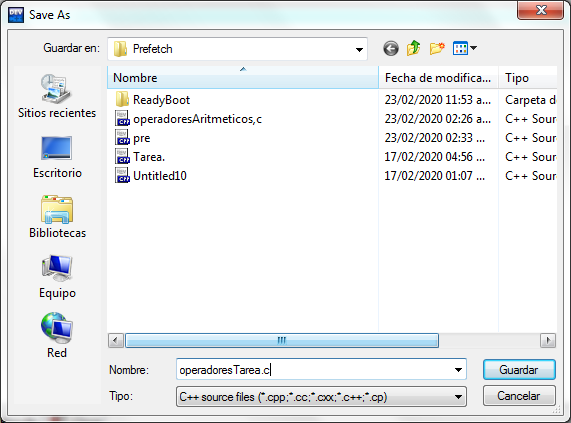 DEV Save As
Guardar en: Prefetch
Nombre Fecha de modifica... Tipo
ReadyBoot 23/02/2020 11:53 a... Carpeta de
operadoresAritmeticos,c 23/02/2020 02:26 a... C++ Sour
pre 23/02/2020 02:33 ... C++ Sour
Tarea. 17/02/2020 04:56 ... C++ Sour
Untitled10 17/02/2020 01:07 ... C++ Sour
Sitios recientes
Escritorio
Bibliotecas
Equipo
Red
Nombre: operadoresTarea.c Guardar
Tipo: C++ source files (*.cpp;*.cc;*.cxx;*.c++;*.cp) Cancelar